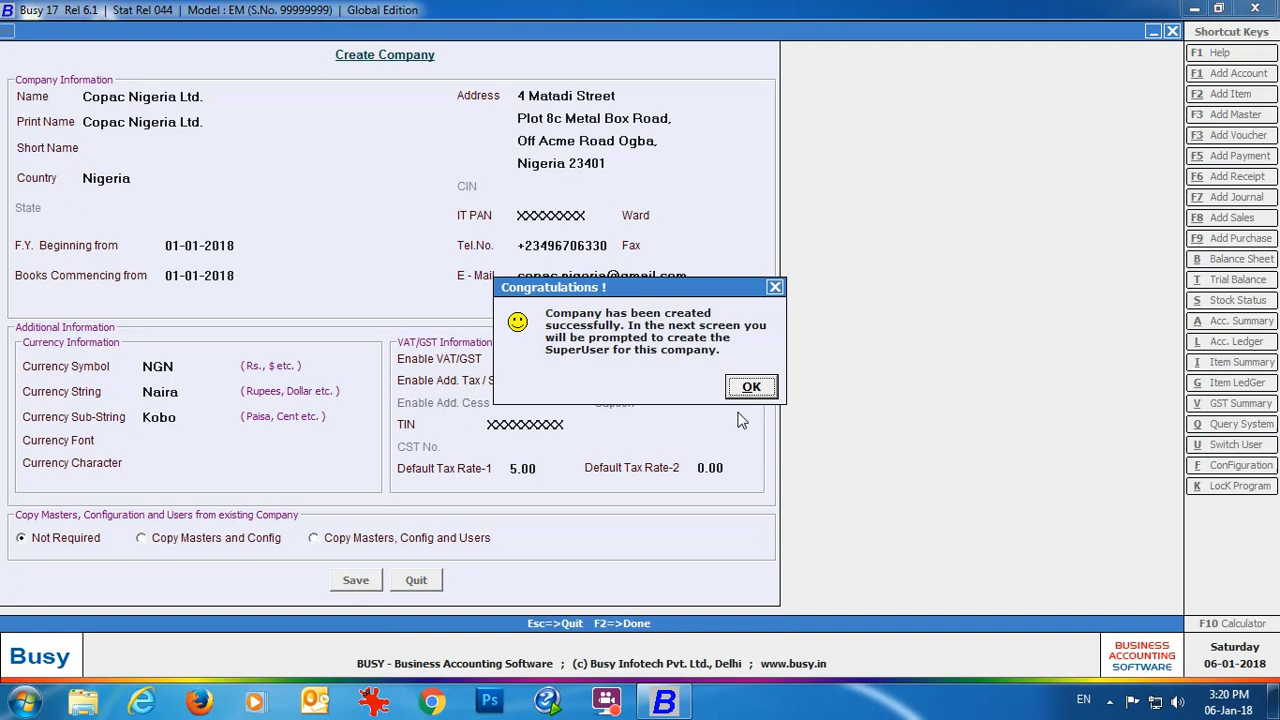 Busy 17 Rel 6.1 | Stat Rel 044 | Model : EM (S.No. 99999999) | Global Edition
Shortcut Keys
Create Company
Company Information
Name Copac Nigeria Ltd.
Print Name Copac Nigeria Ltd.
Short Name
Country Nigeria
State
F.Y. Beginning from 01-01-2018
Books Commencing from 01-01-2018
Address 4 Matadi Street
Plot 8c Metal Box Road,
Off Acme Road Ogba,
Nigeria 23401
CIN
IT PAN XXXXXXXXX Ward
Tel.No. +23496706330 Fax
E - Mail copac.nigeria@gmail.com
Congratulations !
Company has been created
successfully. In the next screen you
will be prompted to create the
SuperUser for this company.
OK
Additional Information
Currency Information
Currency Symbol NGN (Rs., $ etc.)
Currency String Naira (Rupees, Dollar etc.)
Currency Sub-String Kobo (Paisa, Cent etc.)
Currency Font
Currency Character
VAT/GST Information
Enable VAT/GST
Enable Add. Tax / S
Enable Add. Cess
TIN XXXXXXXXXX
CST No.
Default Tax Rate-1 5.00 Default Tax Rate-2 0.00
Copy Masters, Configuration and Users from existing Company
Not Required Copy Masters and Config Copy Masters, Config and Users
Save Quit
F1 Help
F1 Add Account
F2 Add Item
F3 Add Master
F3 Add Voucher
F5 Add Payment
F6 Add Receipt
F7 Add Journal
F8 Add Sales
F9 Add Purchase
B Balance Sheet
T Trial Balance
S Stock Status
A Acc. Summary
L Acc. Ledger
I Item Summary
G Item LedGer
V GST Summary
Q Query System
U Switch User
F ConFiguration
K LocK Program
Esc=>Quit F2=>Done
F10 Calculator
Busy
BUSY - Business Accounting Software ; (c) Busy Infotech Pvt. Ltd., Delhi ; www.busy.in
BUSINESS
ACCOUNTING
SOFTWARE
Saturday
06-01-2018
Ps
EN
3:20 PM
06-Jan-18